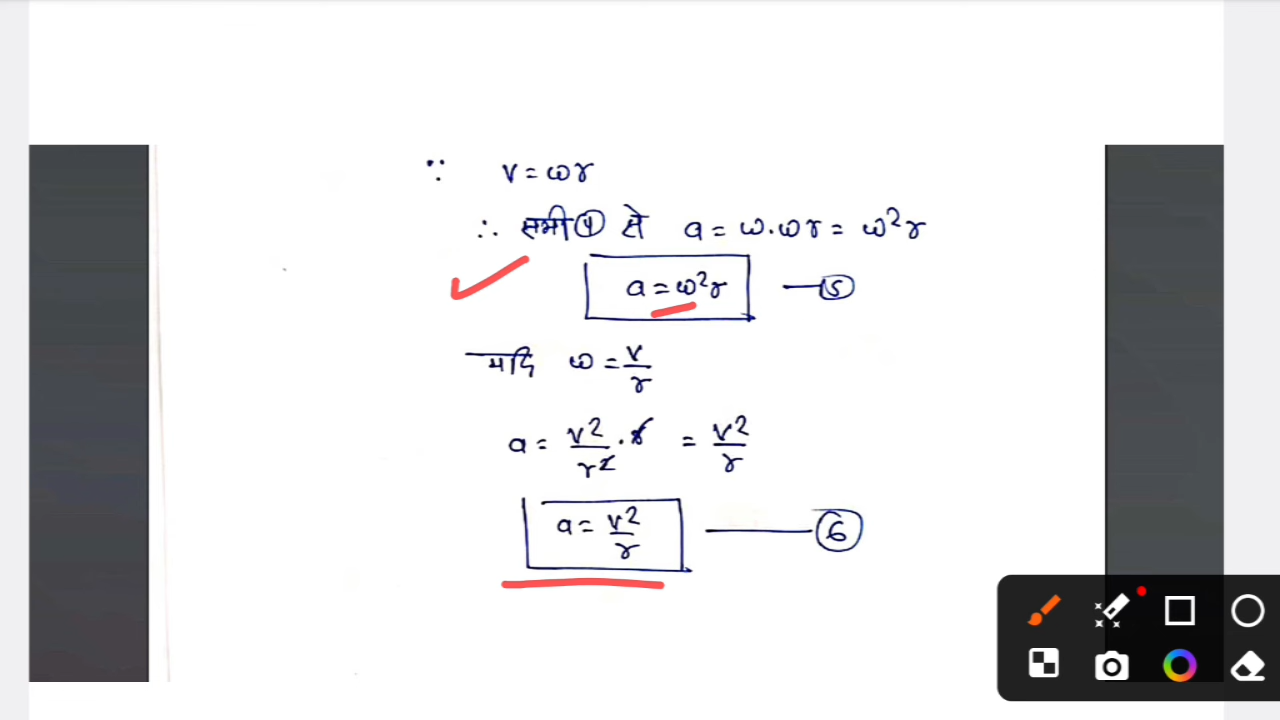 ∵ v = ωr
∴ समी④ से a = ω.ωr = ω²r
a = ω²r —⑤
यदि ω = v/r
a = v²/r² . r = v²/r
a = v²/r —⑥